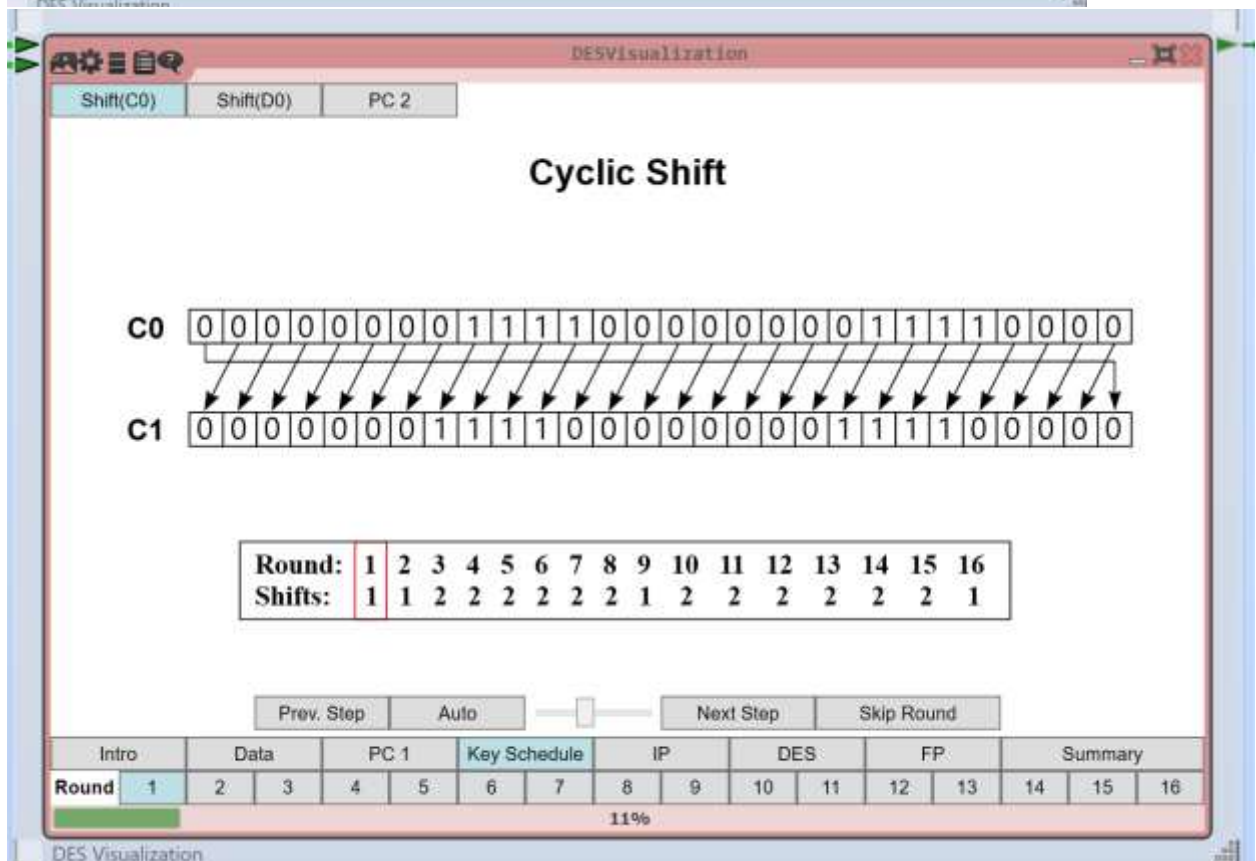 DES Visualization
DESVisualization
Shift(C0) Shift(D0) PC 2
Cyclic Shift
C0 0 0 0 0 0 0 0 0 1 1 1 1 0 0 0 0 0 0 0 0 1 1 1 1 0 0 0 0
C1 0 0 0 0 0 0 0 1 1 1 1 0 0 0 0 0 0 0 0 1 1 1 1 0 0 0 0 0
Round: 1 2 3 4 5 6 7 8 9 10 11 12 13 14 15 16
Shifts: 1 1 2 2 2 2 2 2 1 2 2 2 2 2 2 1
Prev. Step Auto Next Step Skip Round
Intro Data PC 1 Key Schedule IP DES FP Summary
Round 1 2 3 4 5 6 7 8 9 10 11 12 13 14 15 16
11%
DES Visualization